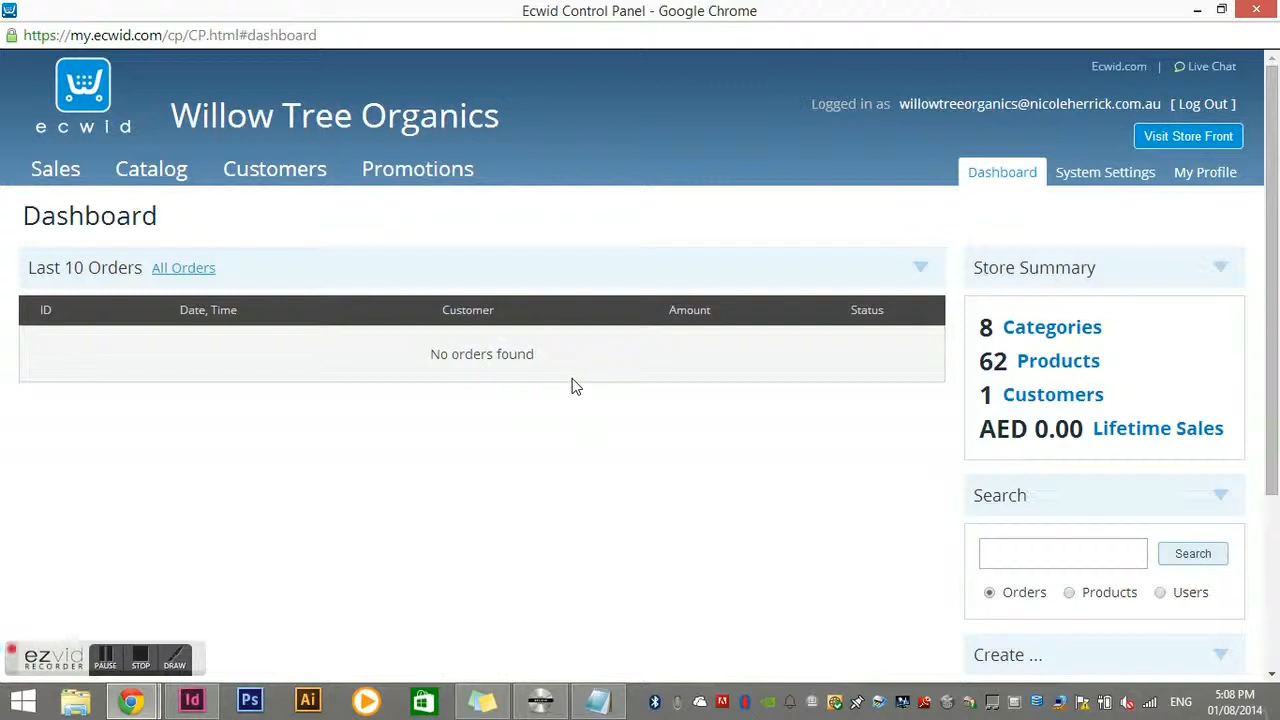 Ecwid Control Panel - Google Chrome
https://my.ecwid.com/cp/CP.html#dashboard
ecwid
Willow Tree Organics
Ecwid.com | Live Chat
Logged in as willowtreeorganics@nicoleherrick.com.au [ Log Out ]
Visit Store Front
Sales Catalog Customers Promotions
Dashboard System Settings My Profile
Dashboard
Last 10 Orders All Orders
ID Date, Time Customer Amount Status
No orders found
Store Summary
8 Categories
62 Products
1 Customers
AED 0.00 Lifetime Sales
Search
Search
Orders Products Users
Create ...
ezvid
RECORDER
PAUSE STOP DRAW
Id Ps Ai
ENG
5:08 PM
01/08/2014